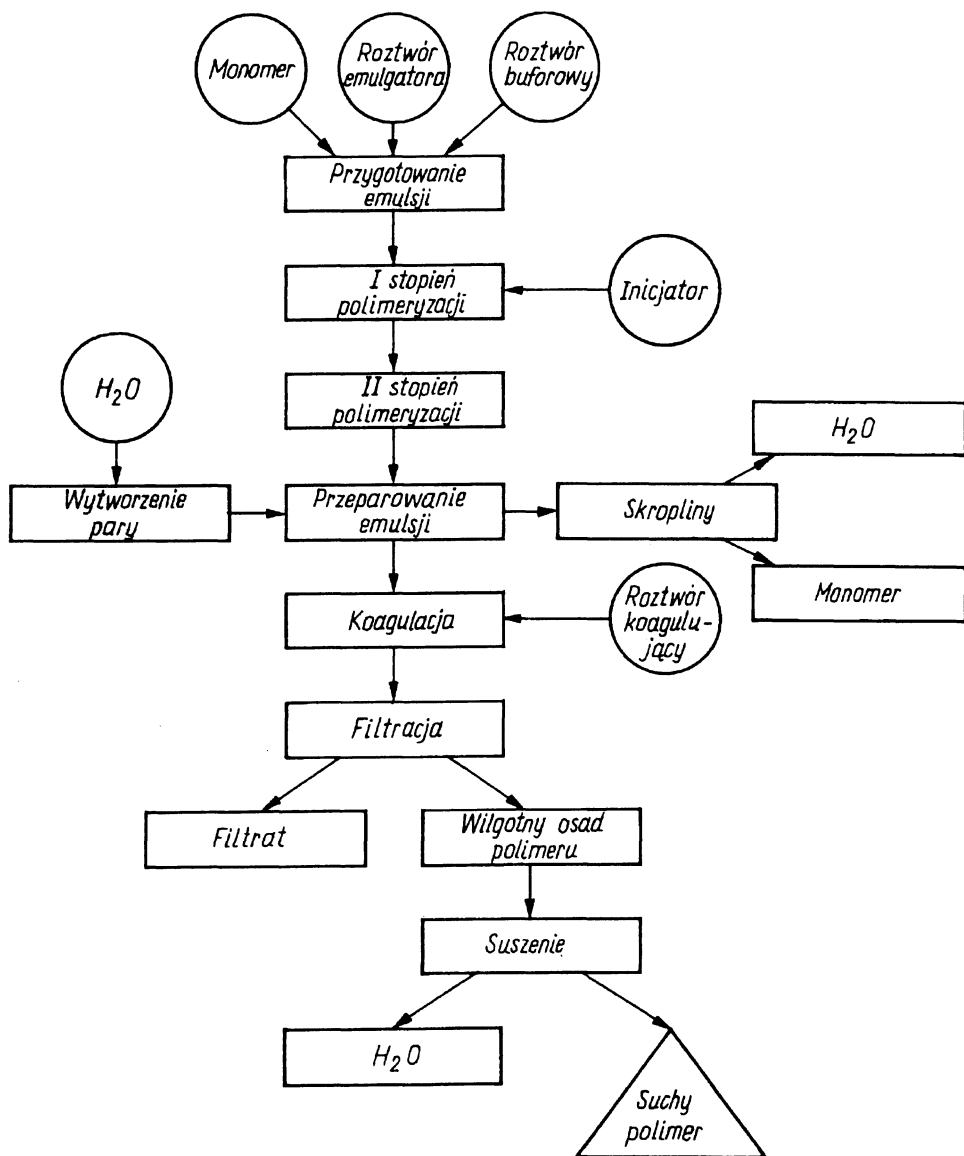 Monomer
Roztwór
emulgatora
Roztwór
buforowy
Przygotowanie
emulsji
I stopień
polimeryzacji
Inicjator
H₂O
II stopień
polimeryzacji
H₂O
Wytworzenie
pary
Przeparowanie
emulsji
Skropliny
Monomer
Koagulacja
Roztwór
koagulu-
jący
Filtracja
Filtrat
Wilgotny osad
polimeru
Suszenie
H₂O
Suchy
polimer